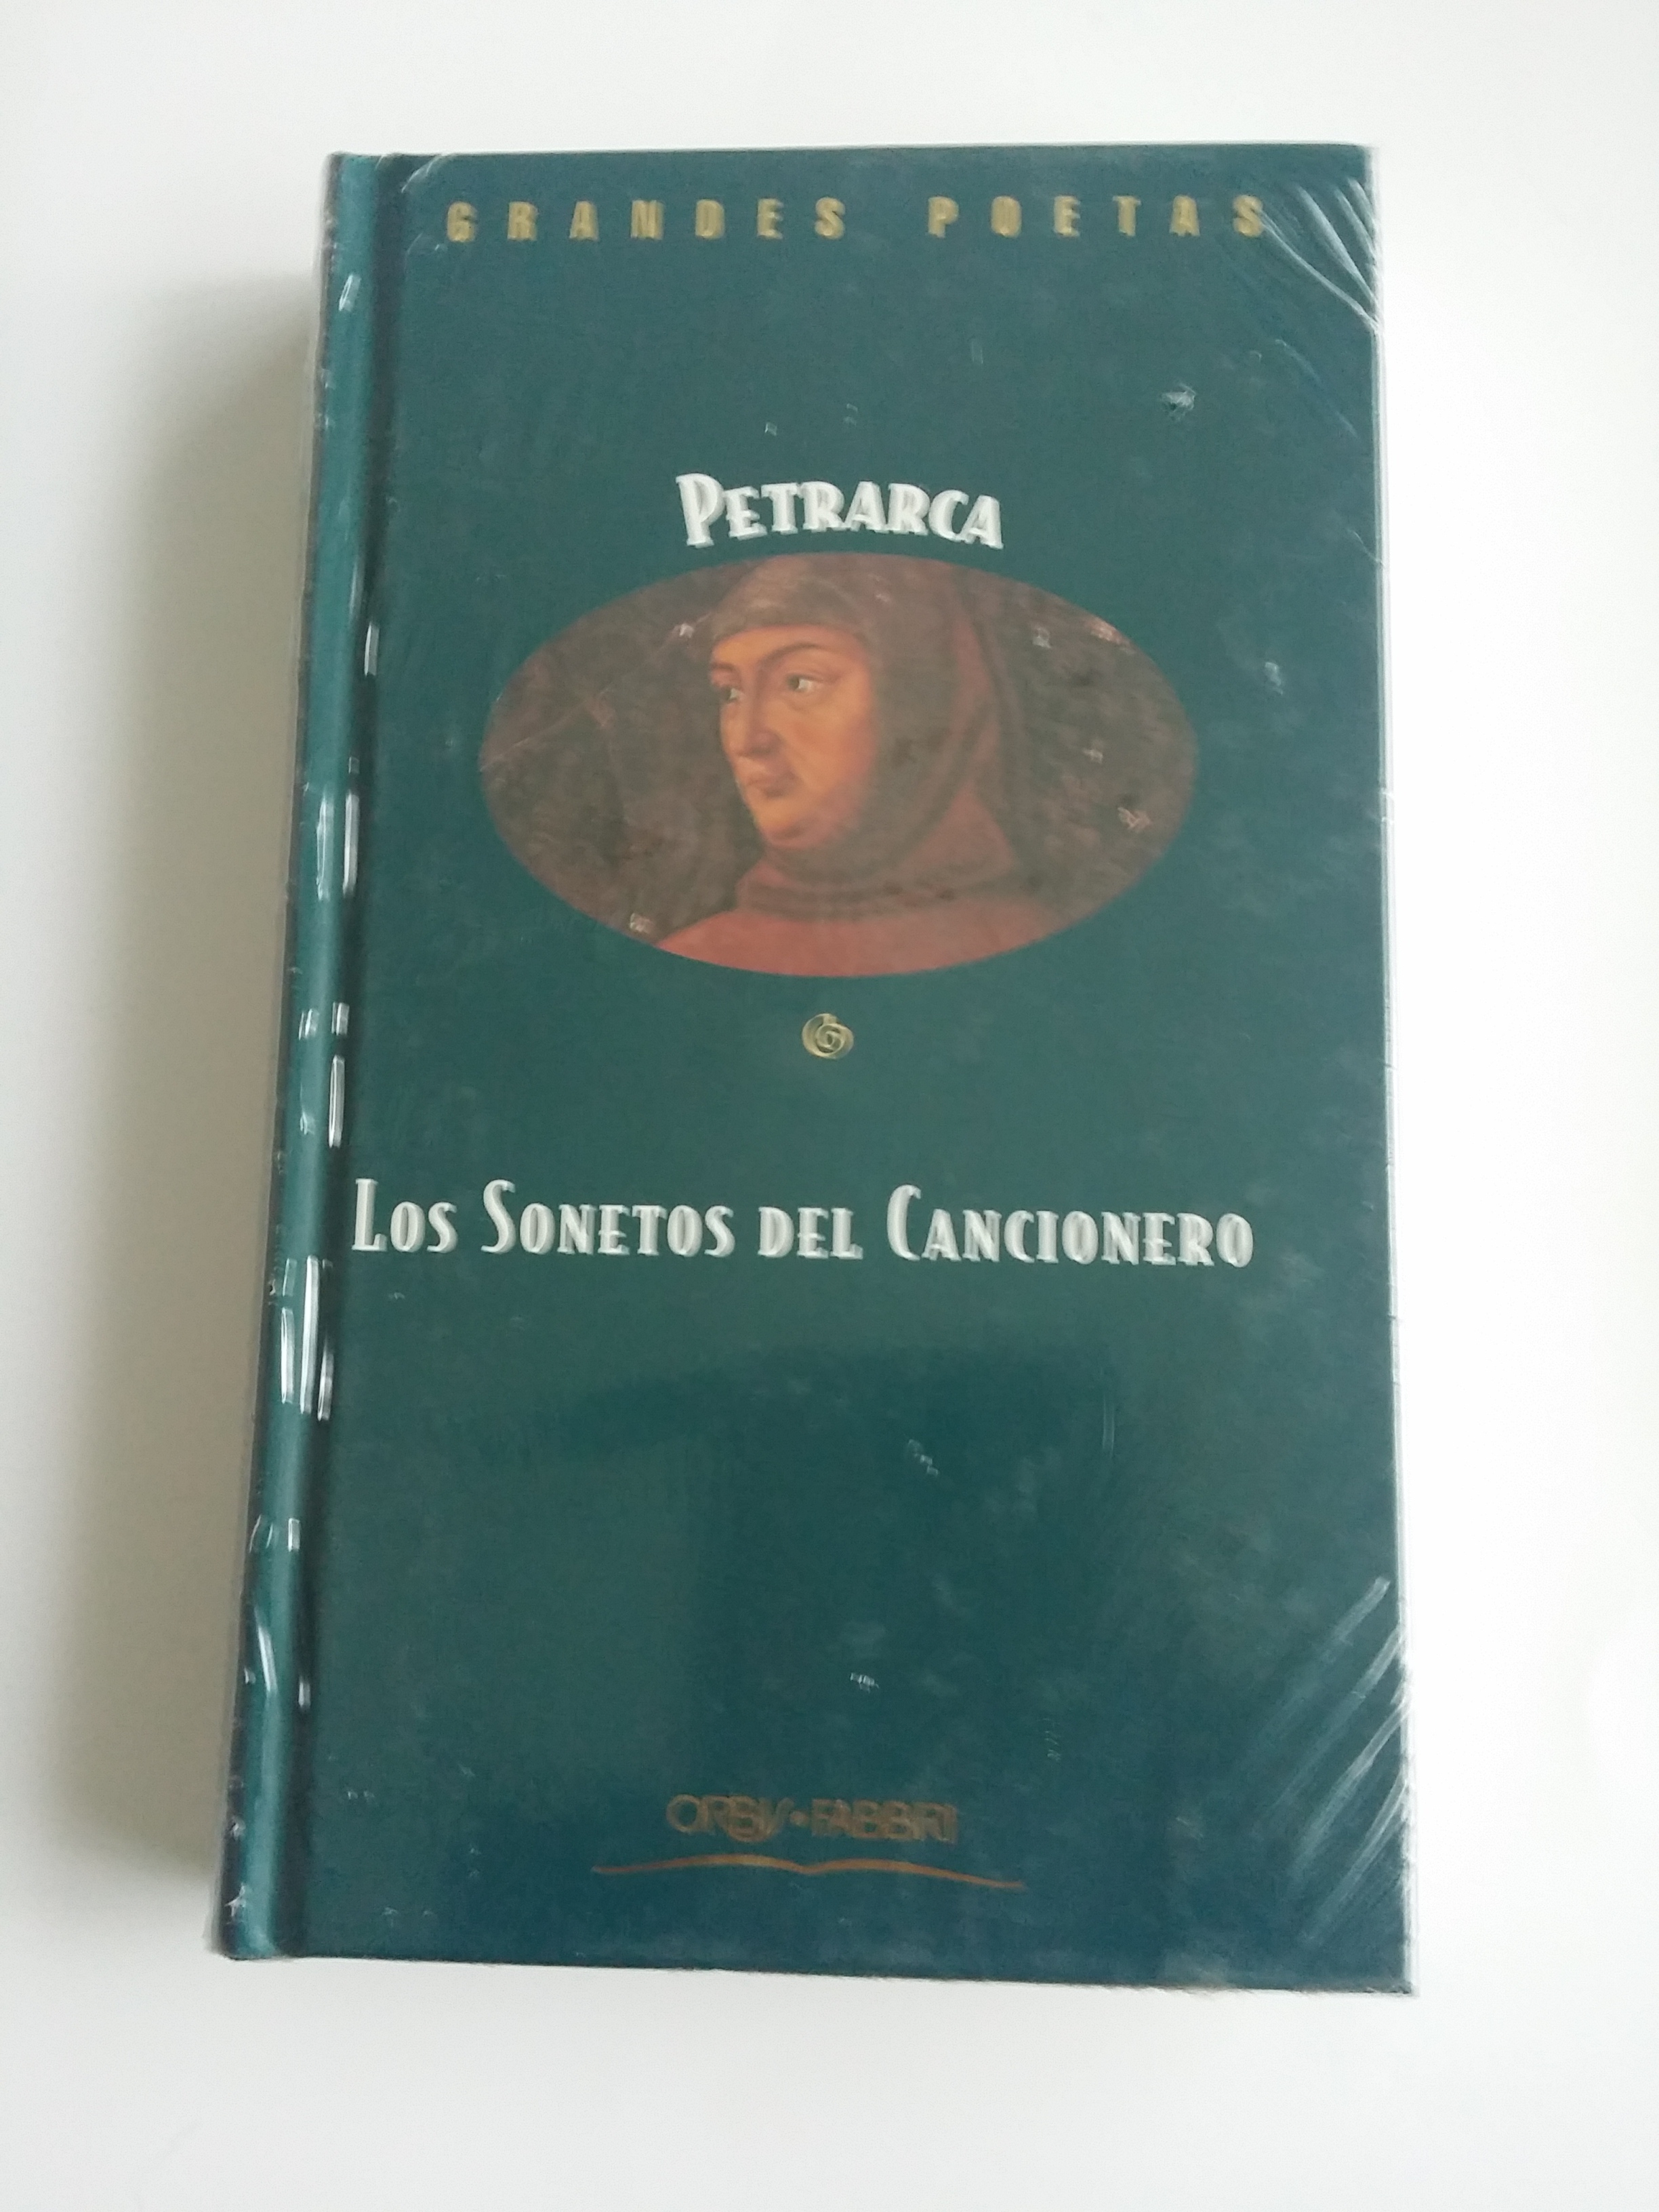 GRANDES POETAS
PETRARCA
LOS SONETOS DEL CANCIONERO
ORBIS•FABBRI